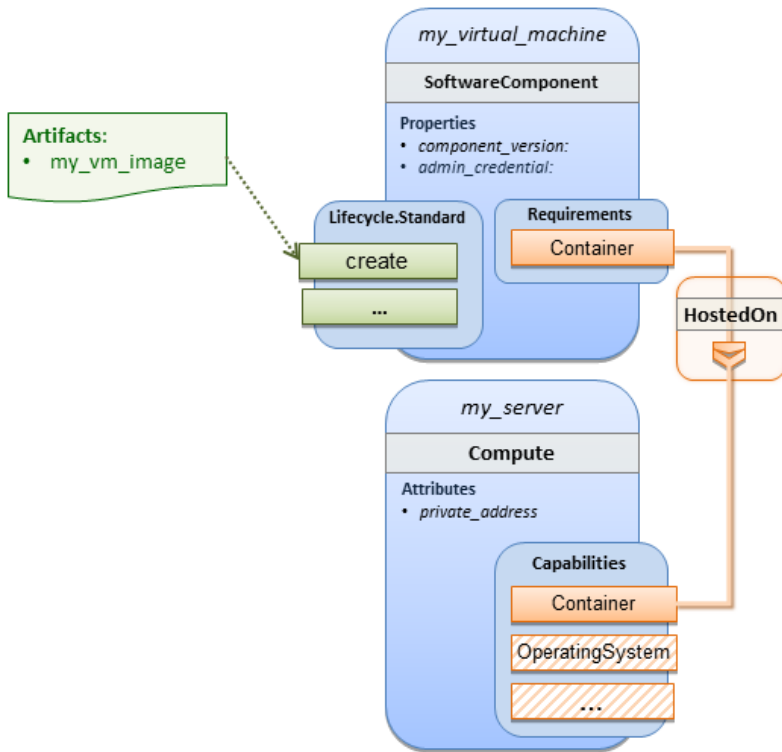 my_virtual_machine
SoftwareComponent
Properties
• component_version:
• admin_credential:
Artifacts:
• my_vm_image
Lifecycle.Standard
create
...
Requirements
Container
HostedOn
my_server
Compute
Attributes
• private_address
Capabilities
Container
OperatingSystem
...